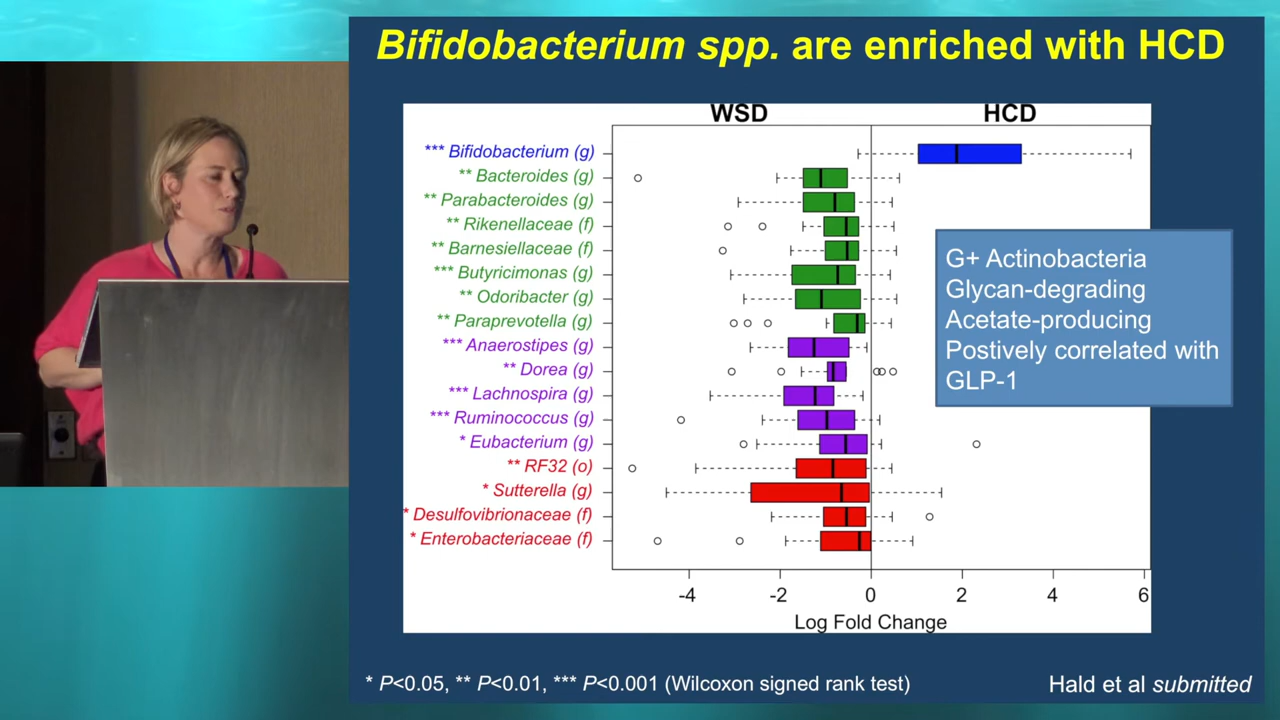 Bifidobacterium spp. are enriched with HCD
WSD HCD
*** Bifidobacterium (g)
** Bacteroides (g)
** Parabacteroides (g)
** Rikenellaceae (f)
** Barnesiellaceae (f)
*** Butyricimonas (g)
** Odoribacter (g)
** Paraprevotella (g)
*** Anaerostipes (g)
** Dorea (g)
*** Lachnospira (g)
*** Ruminococcus (g)
* Eubacterium (g)
** RF32 (o)
* Sutterella (g)
* Desulfovibrionaceae (f)
* Enterobacteriaceae (f)
G+ Actinobacteria
Glycan-degrading
Acetate-producing
Postively correlated with
GLP-1
-4 -2 0 2 4 6
Log Fold Change
* P<0.05, ** P<0.01, *** P<0.001 (Wilcoxon signed rank test)
Hald et al submitted